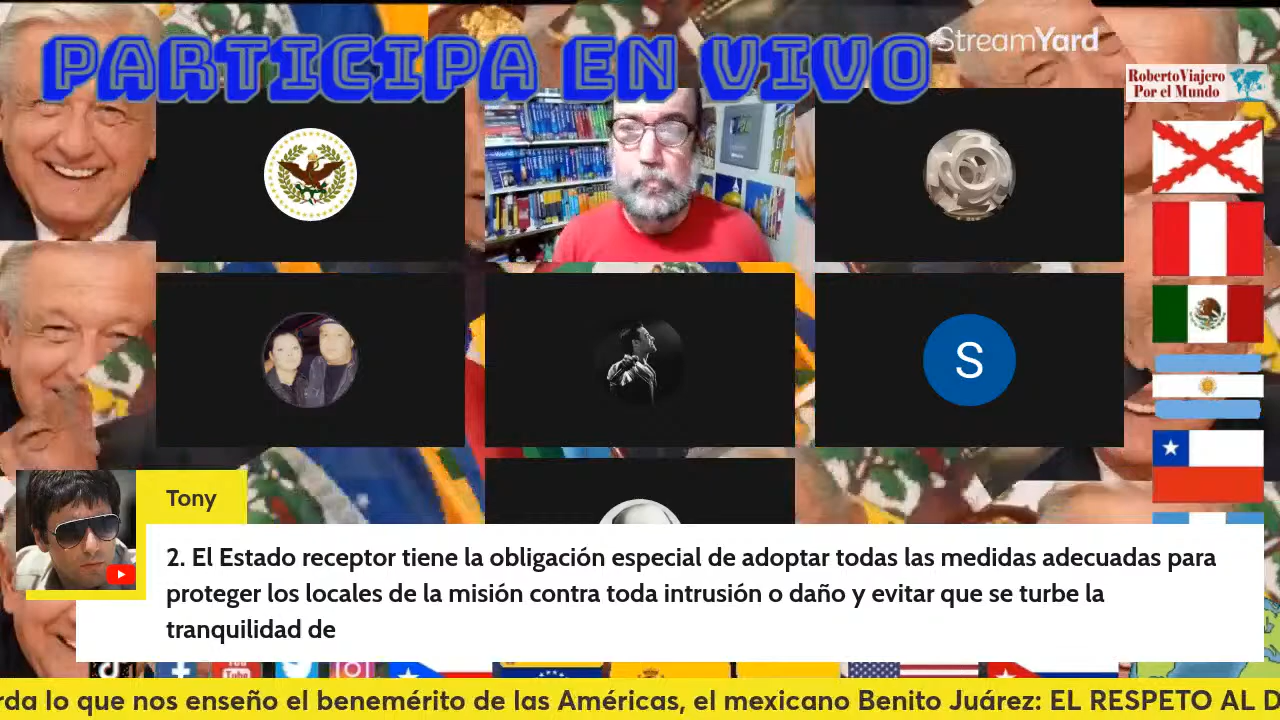 PARTICIPA EN VIVO
StreamYard
RobertoViajero
Por el Mundo
S
Tony
2. El Estado receptor tiene la obligación especial de adoptar todas las medidas adecuadas para
proteger los locales de la misión contra toda intrusión o daño y evitar que se turbe la
tranquilidad de
rda lo que nos enseño el benemérito de las Américas, el mexicano Benito Juárez: EL RESPETO AL D